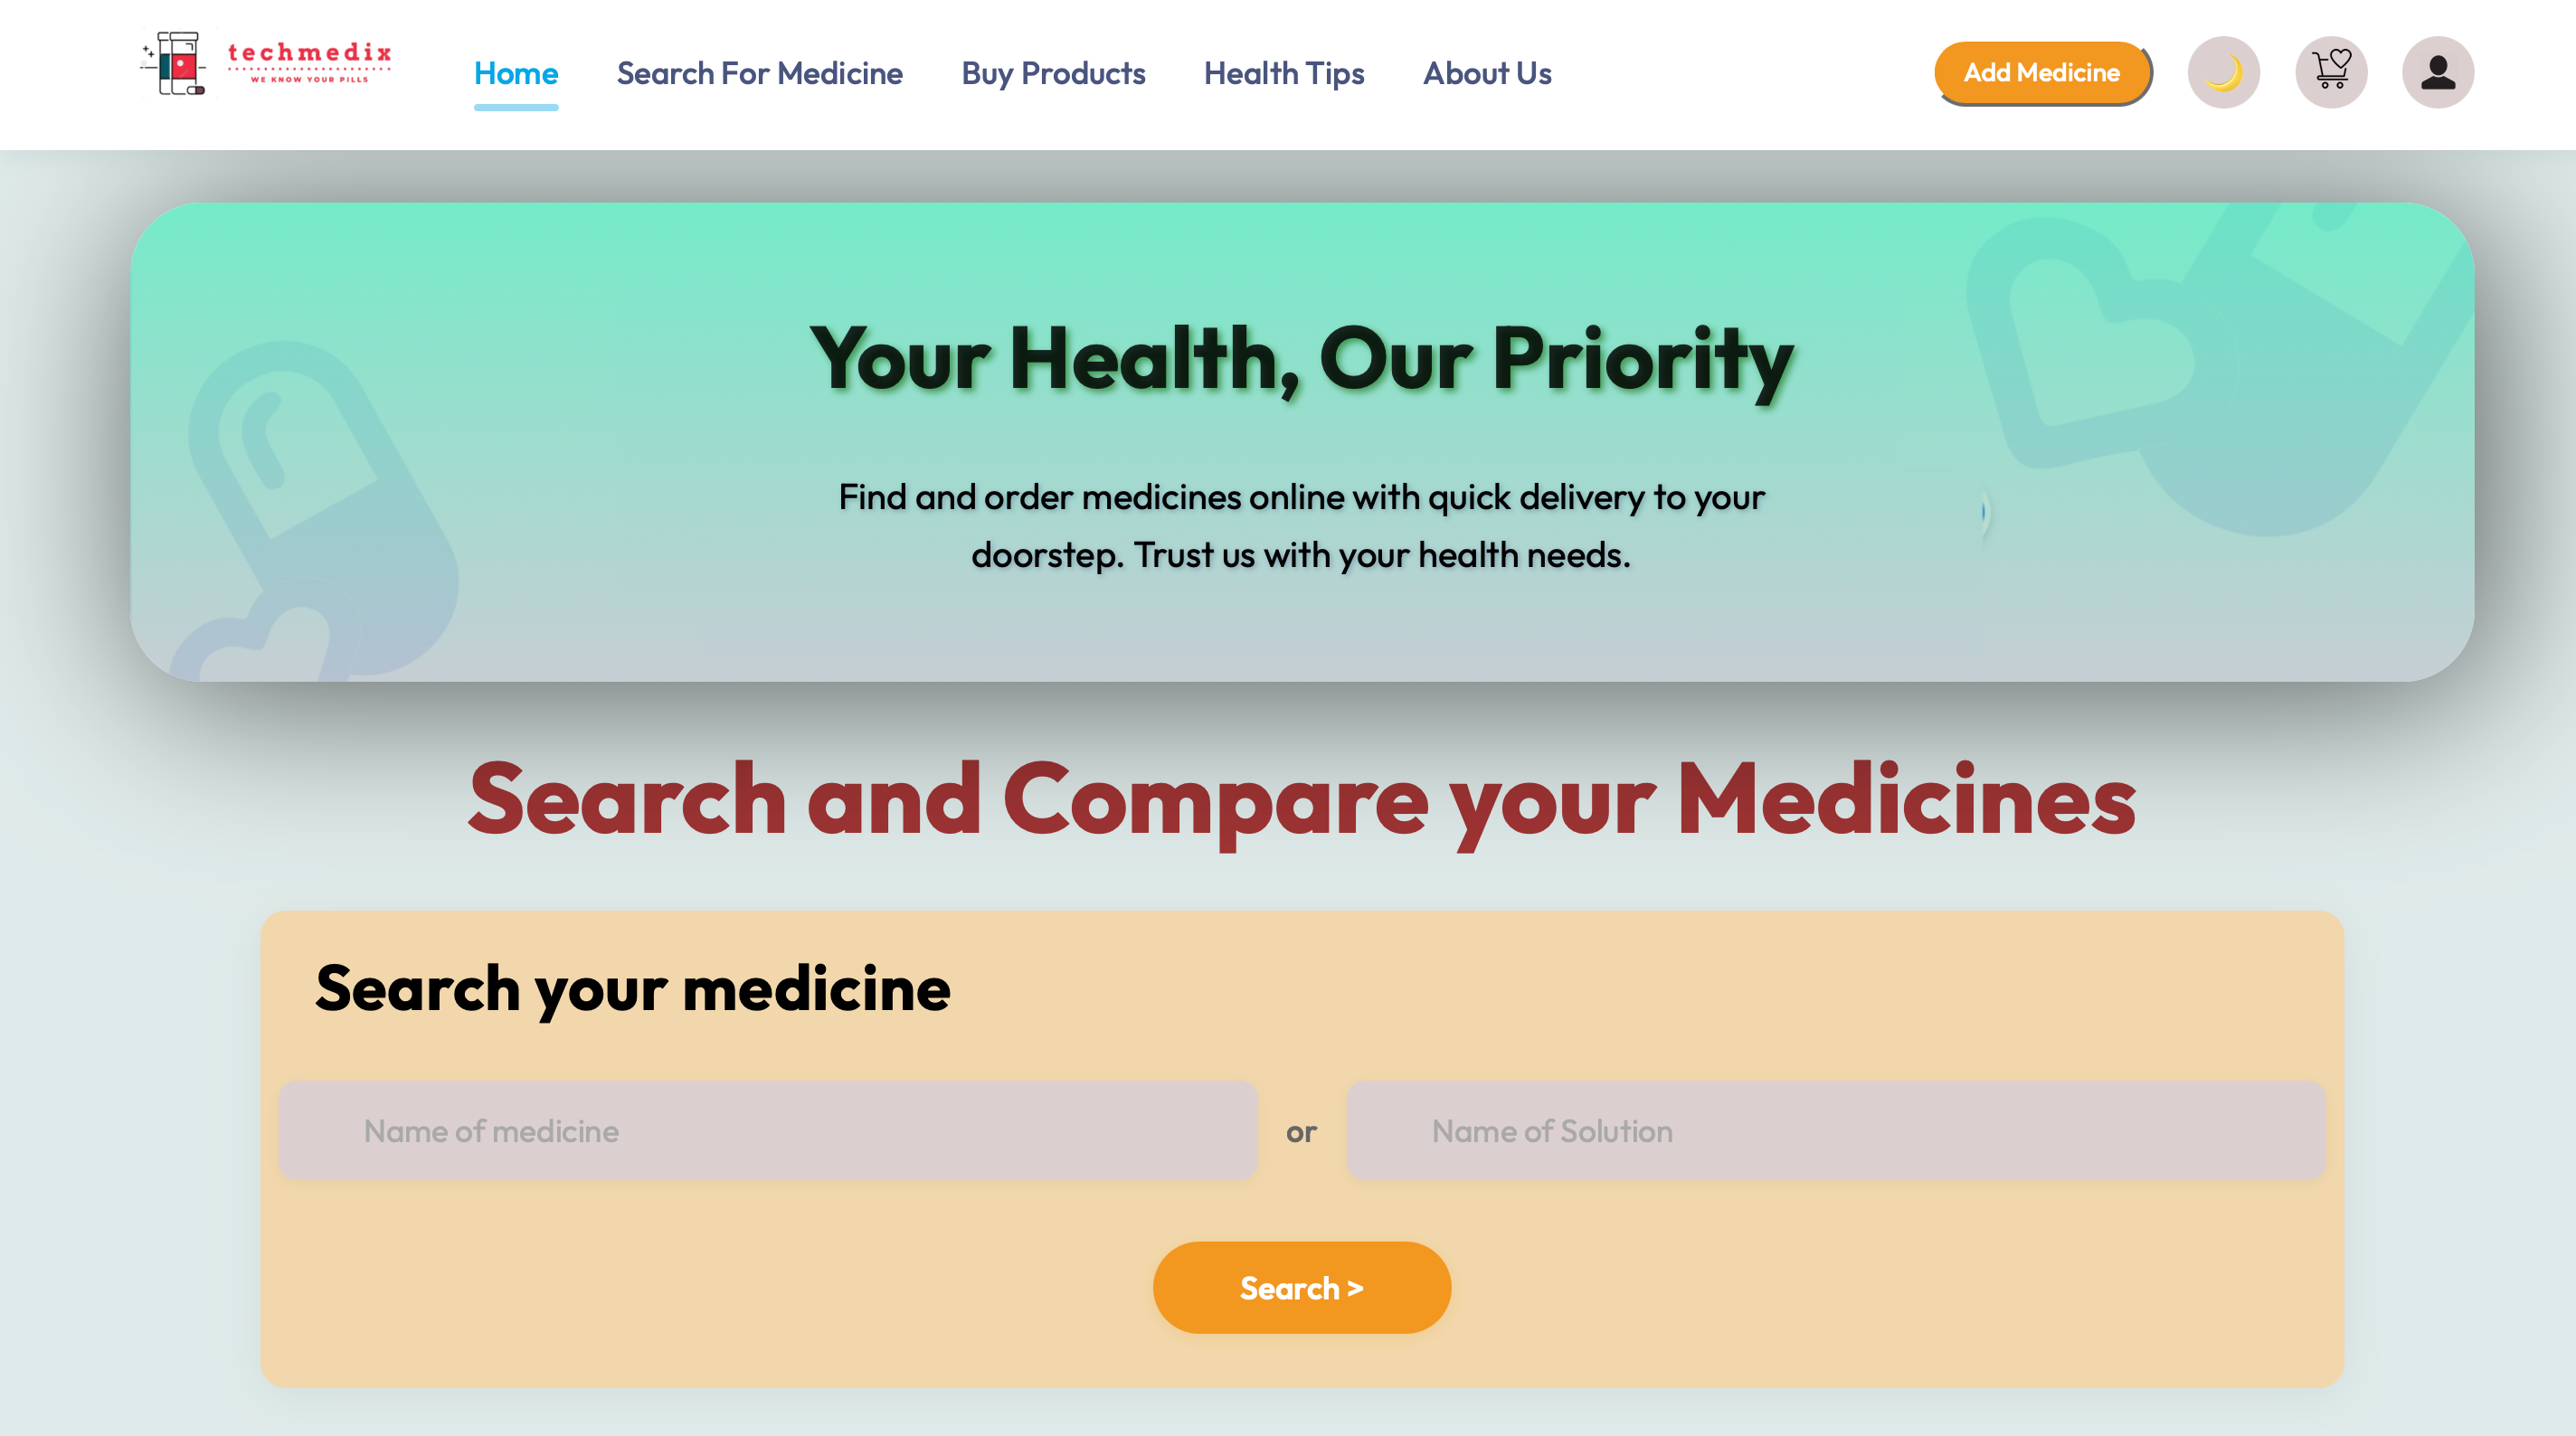 techmedix
WE KNOW YOUR PILLS
Home
Search For Medicine
Buy Products
Health Tips
About Us
Add Medicine
Your Health, Our Priority
Find and order medicines online with quick delivery to your
doorstep. Trust us with your health needs.
Search and Compare your Medicines
Search your medicine
Name of medicine
or
Name of Solution
Search >